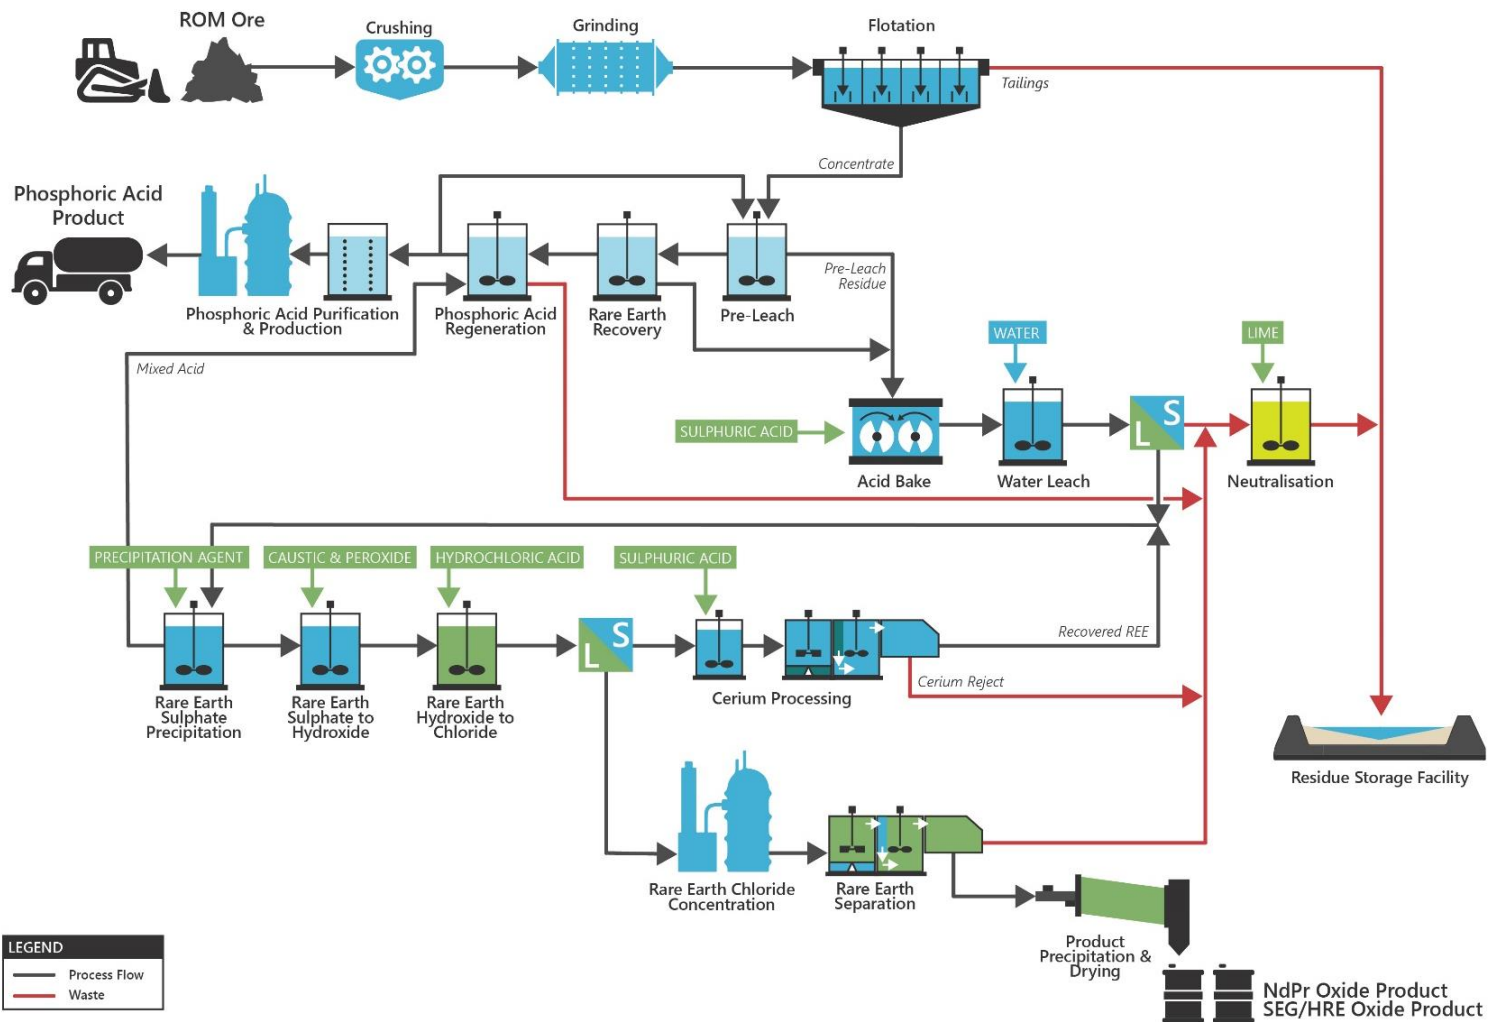 ROM Ore
Crushing
Grinding
Flotation
Tailings
Concentrate
Phosphoric Acid
Product
Pre-Leach
Residue
Phosphoric Acid Purification
& Production
Phosphoric Acid
Regeneration
Rare Earth
Recovery
Pre-Leach
Mixed Acid
WATER
LIME
SULPHURIC ACID
S
L
Acid Bake
Water Leach
Neutralisation
PRECIPITATION AGENT
CAUSTIC & PEROXIDE
HYDROCHLORIC ACID
SULPHURIC ACID
S
L
Recovered REE
Cerium Reject
Rare Earth
Sulphate
Precipitation
Rare Earth
Sulphate to
Hydroxide
Rare Earth
Hydroxide to
Chloride
Cerium Processing
Residue Storage Facility
Rare Earth Chloride
Concentration
Rare Earth
Separation
Product
Precipitation &
Drying
LEGEND
Process Flow
Waste
NdPr Oxide Product
SEG/HRE Oxide Product